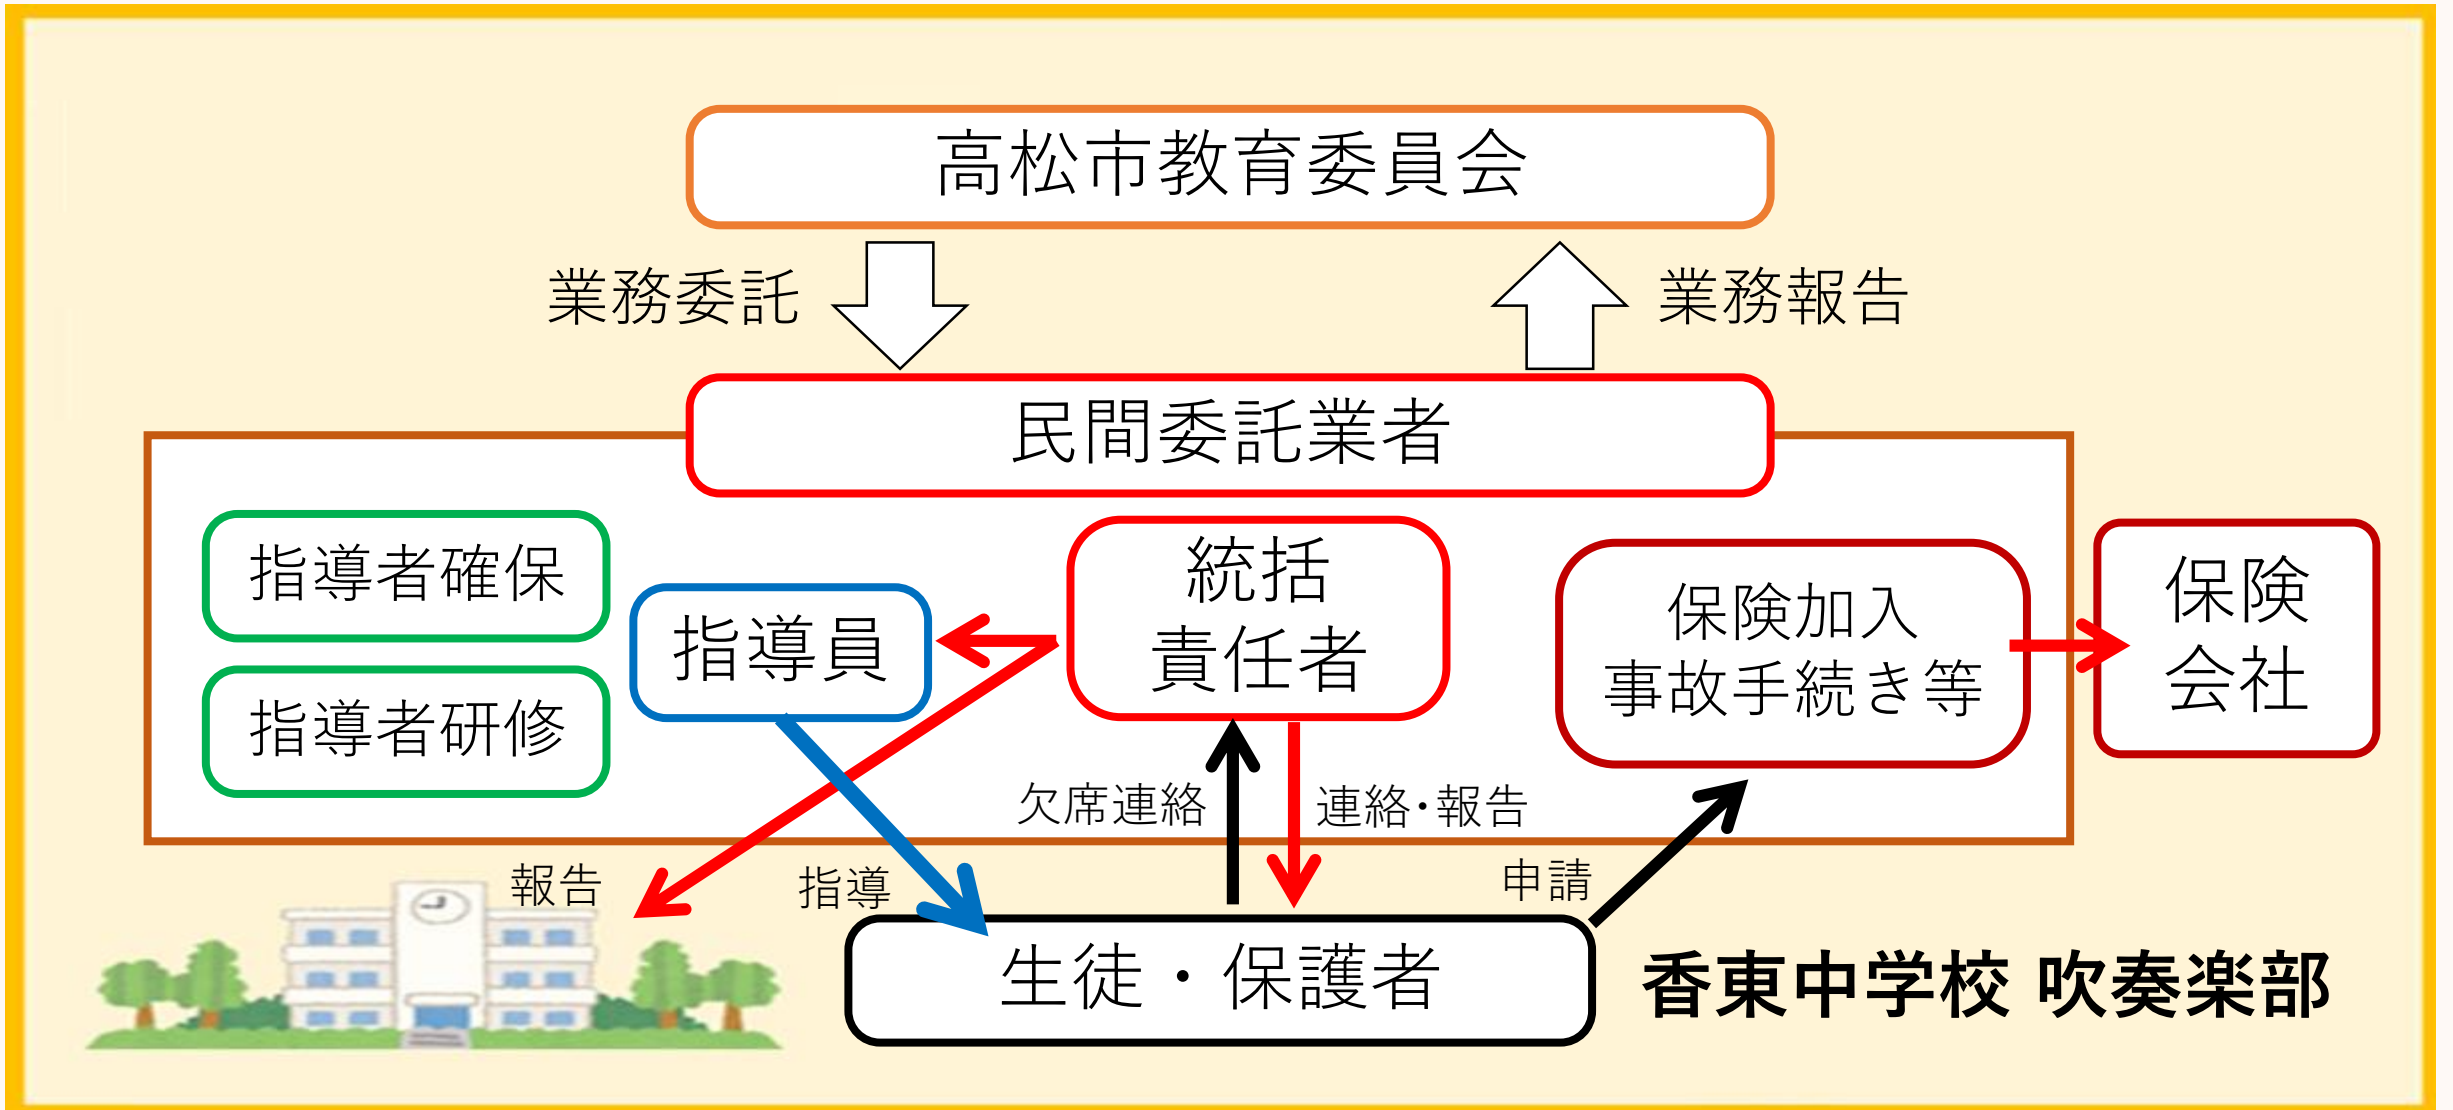 高松市教育委員会
業務委託
業務報告
民間委託業者
指導者確保
指導者研修
指導員
統括
責任者
保険加入
事故手続き等
保険
会社
欠席連絡
連絡・報告
報告
指導
申請
生徒・保護者
香東中学校 吹奏楽部